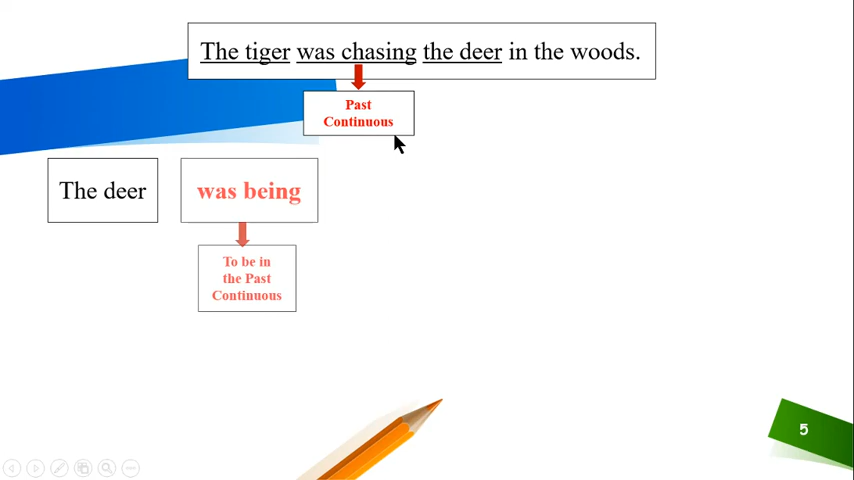 The tiger was chasing the deer in the woods.
Past
Continuous
The deer
was being
To be in
the Past
Continuous
5